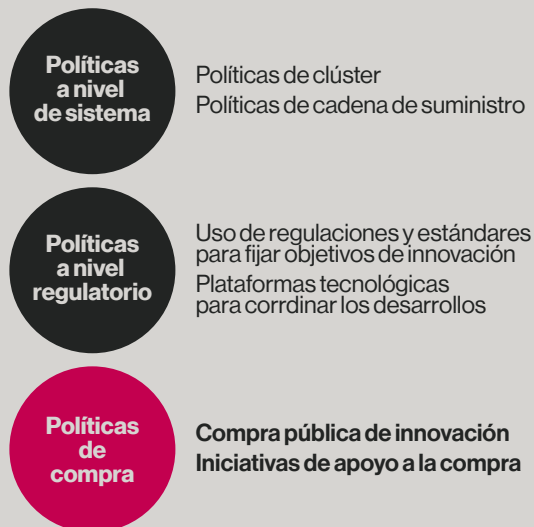 Políticas
a nivel
de sistema
Políticas de clúster
Políticas de cadena de suministro
Políticas
a nivel
regulatorio
Uso de regulaciones y estándares
para fijar objetivos de innovación
Plataformas tecnológicas
para corrdinar los desarrollos
Políticas
de
compra
Compra pública de innovación
Iniciativas de apoyo a la compra